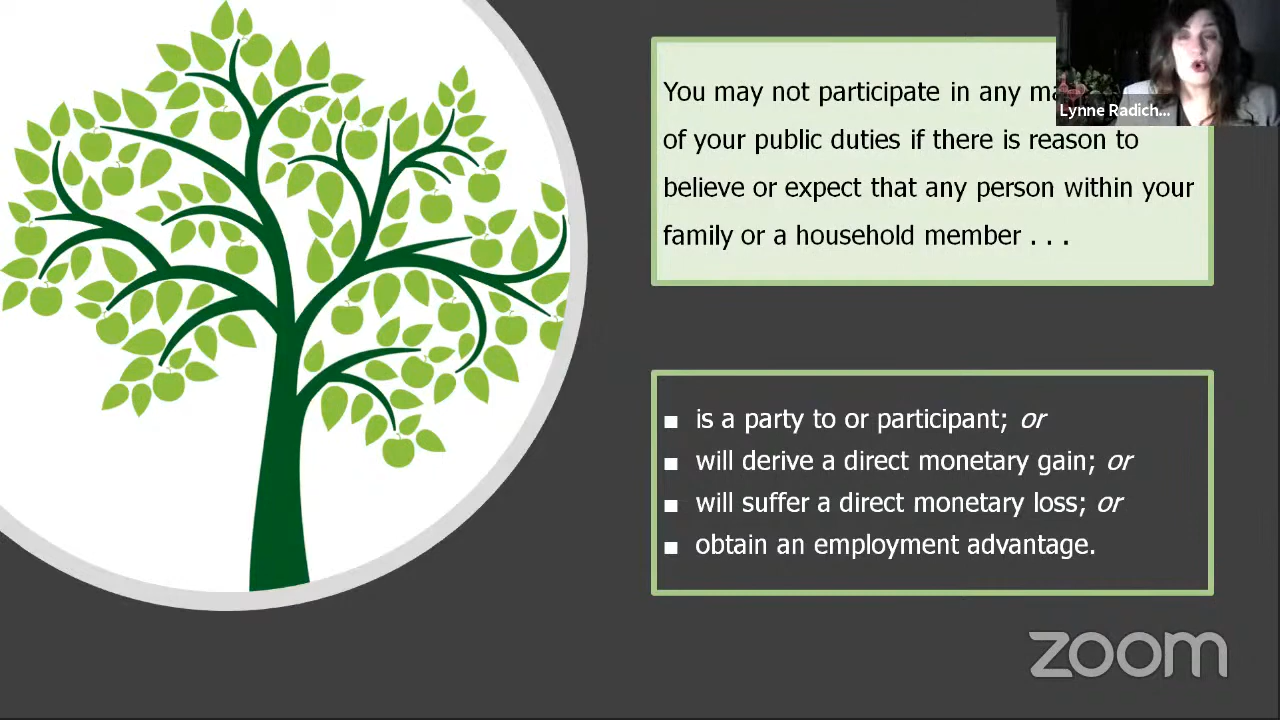 You may not participate in any
of your public duties if there is reason to
believe or expect that any person within your
family or a household member . . .
Lynne Radich...
■ is a party to or participant; or
■ will derive a direct monetary gain; or
■ will suffer a direct monetary loss; or
■ obtain an employment advantage.
zoom